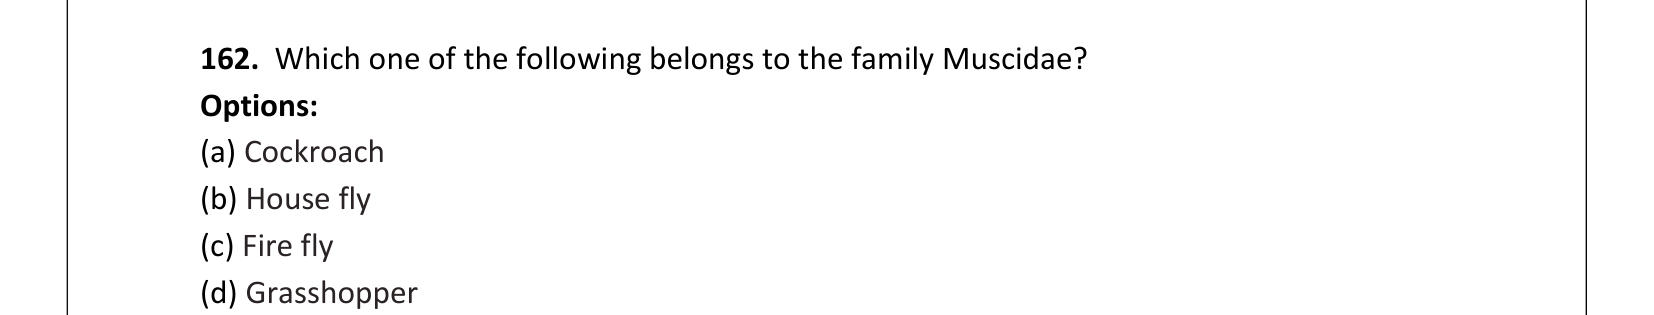 162. Which one of the following belongs to the family Muscidae?
Options:
(a) Cockroach
(b) House fly
(c) Fire fly
(d) Grasshopper